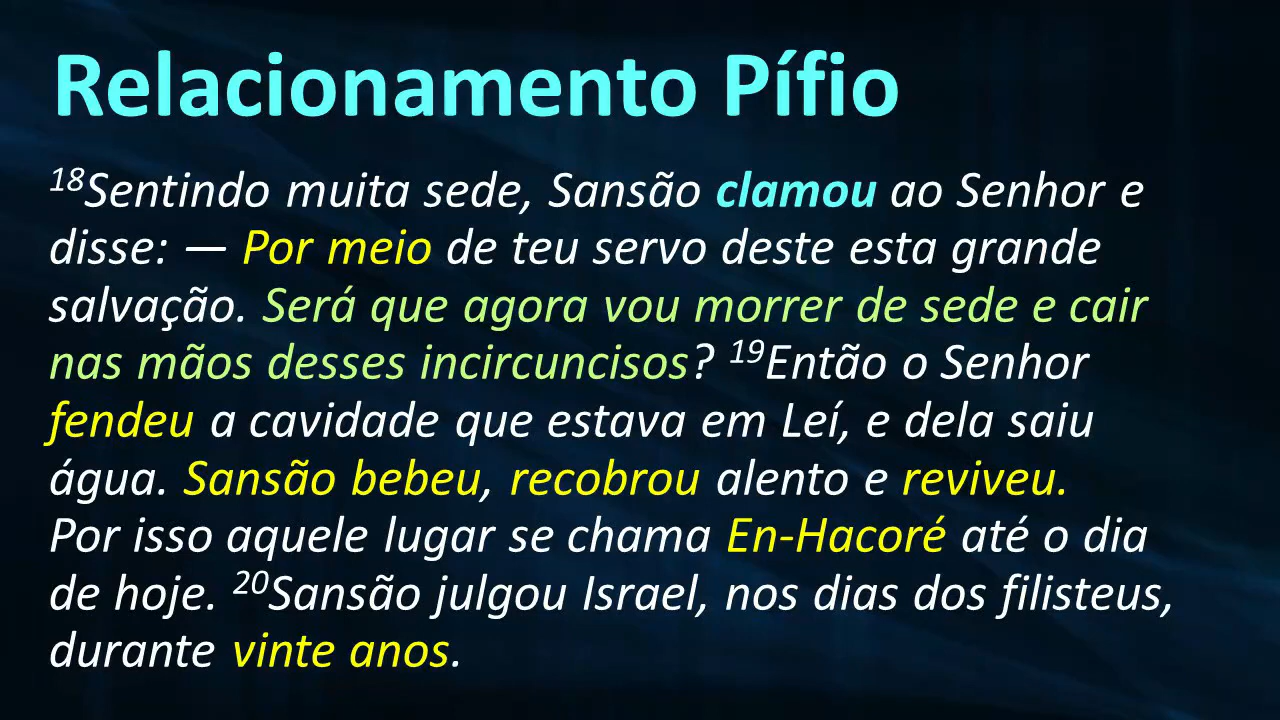 Relacionamento Pífio
¹⁸Sentindo muita sede, Sansão clamou ao Senhor e
disse: — Por meio de teu servo deste esta grande
salvação. Será que agora vou morrer de sede e cair
nas mãos desses incircuncisos? ¹⁹Então o Senhor
fendeu a cavidade que estava em Leí, e dela saiu
água. Sansão bebeu, recobrou alento e reviveu.
Por isso aquele lugar se chama En-Hacoré até o dia
de hoje. ²⁰Sansão julgou Israel, nos dias dos filisteus,
durante vinte anos.